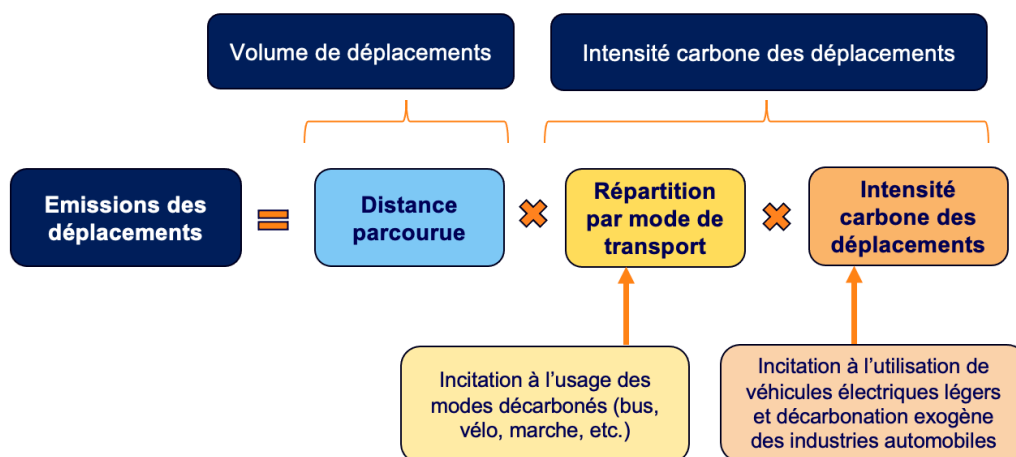 Volume de déplacements
Intensité carbone des déplacements
Emissions des
déplacements
=
Distance
parcourue
×
Répartition
par mode de
transport
×
Intensité
carbone des
déplacements
Incitation à l'usage des
modes décarbonés (bus,
vélo, marche, etc.)
Incitation à l'utilisation de
véhicules électriques légers
et décarbonation exogène
des industries automobiles